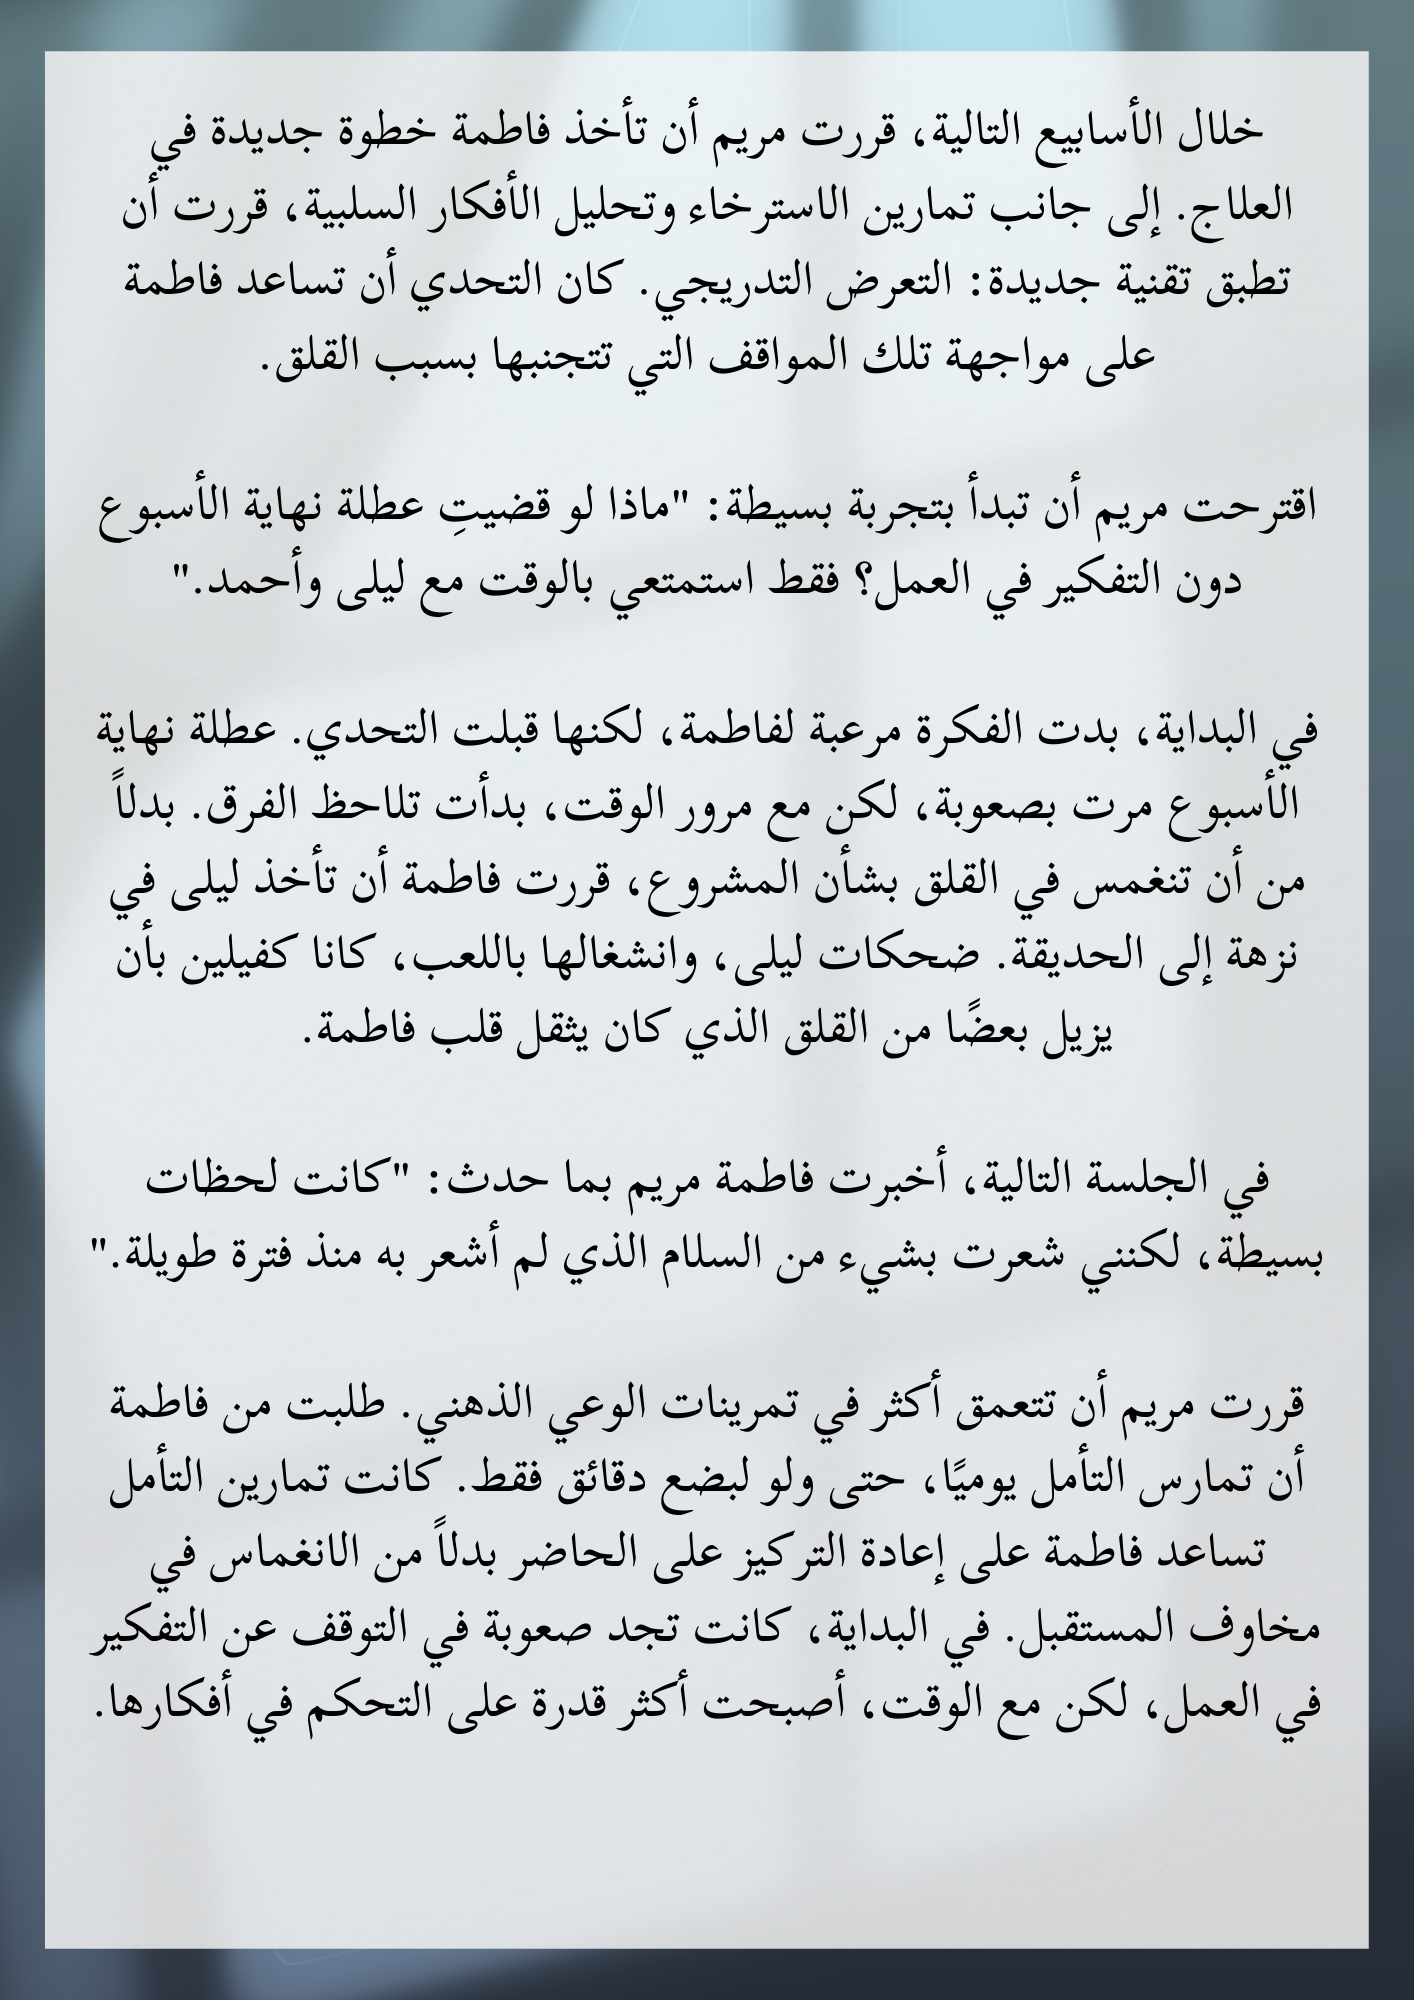 خلال الأسابيع التالية، قررت مريم أن تأخذ فاطمة خطوة جديدة في
العلاج. إلى جانب تمارين الاسترخاء وتحليل الأفكار السلبية، قررت أن
تطبق تقنية جديدة: التعرض التدريجي. كان التحدي أن تساعد فاطمة
على مواجهة تلك المواقف التي تتجنبها بسبب القلق.
اقترحت مريم أن تبدأ بتجربة بسيطة: "ماذا لو قضيتِ عطلة نهاية الأسبوع
دون التفكير في العمل؟ فقط استمتعي بالوقت مع ليلى وأحمد."
في البداية، بدت الفكرة مرعبة لفاطمة، لكنها قبلت التحدي. عطلة نهاية
الأسبوع مرت بصعوبة، لكن مع مرور الوقت، بدأت تلاحظ الفرق. بدلاً
من أن تنغمس في القلق بشأن المشروع، قررت فاطمة أن تأخذ ليلى في
نزهة إلى الحديقة. ضحكات ليلى، وانشغالها باللعب، كانا كفيلين بأن
يزيل بعضًا من القلق الذي كان يثقل قلب فاطمة.
في الجلسة التالية، أخبرت فاطمة مريم بما حدث: "كانت لحظات
بسيطة، لكنني شعرت بشيء من السلام الذي لم أشعر به منذ فترة طويلة."
قررت مريم أن تتعمق أكثر في تمرينات الوعي الذهني. طلبت من فاطمة
أن تمارس التأمل يوميًا، حتى ولو لبضع دقائق فقط. كانت تمارين التأمل
تساعد فاطمة على إعادة التركيز على الحاضر بدلاً من الانغماس في
مخاوف المستقبل. في البداية، كانت تجد صعوبة في التوقف عن التفكير
في العمل، لكن مع الوقت، أصبحت أكثر قدرة على التحكم في أفكارها.